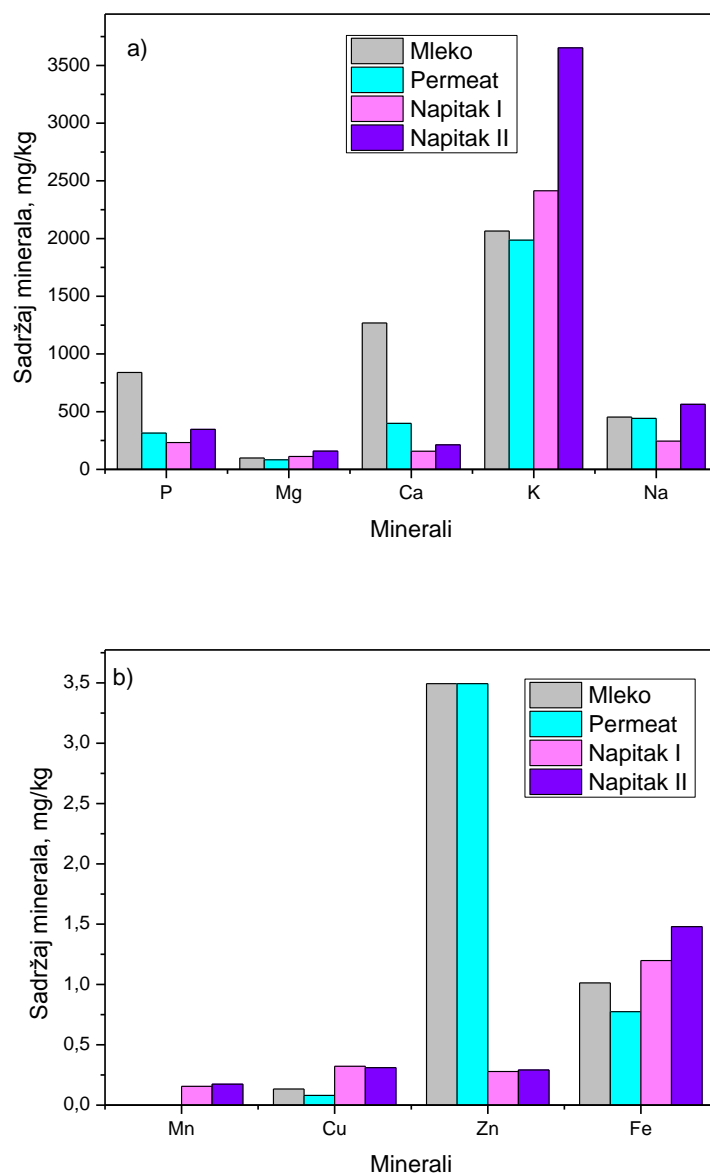 a)
Mleko
Permeat
Napitak I
Napitak II
3500
3000
2500
2000
1500
1000
500
0
Sadržaj minerala, mg/kg
P Mg Ca K Na
Minerali
b)
Mleko
Permeat
Napitak I
Napitak II
3,5
3,0
2,5
2,0
1,5
1,0
0,5
0,0
Sadržaj minerala, mg/kg
Mn Cu Zn Fe
Minerali